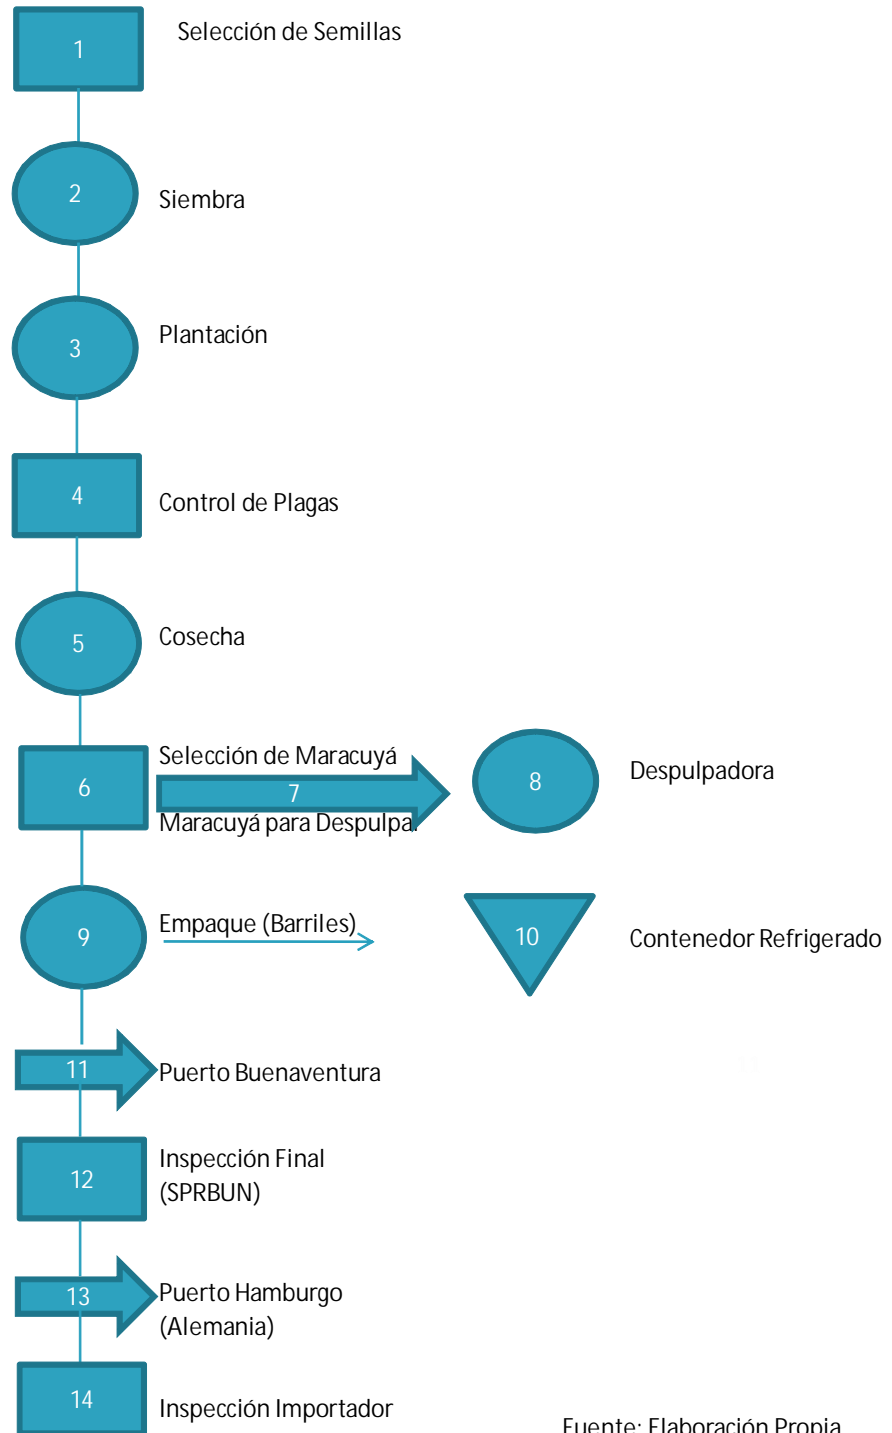 1
Selección de Semillas
2
Siembra
3
Plantación
4
Control de Plagas
5
Cosecha
6
Selección de Maracuyá
7
Maracuyá para Despulpa
8
Despulpadora
9
Empaque (Barriles)
10
Contenedor Refrigerado
11
Puerto Buenaventura
12
Inspección Final
(SPRBUN)
13
Puerto Hamburgo
(Alemania)
14
Inspección Importador
Fuente: Elaboración Propia